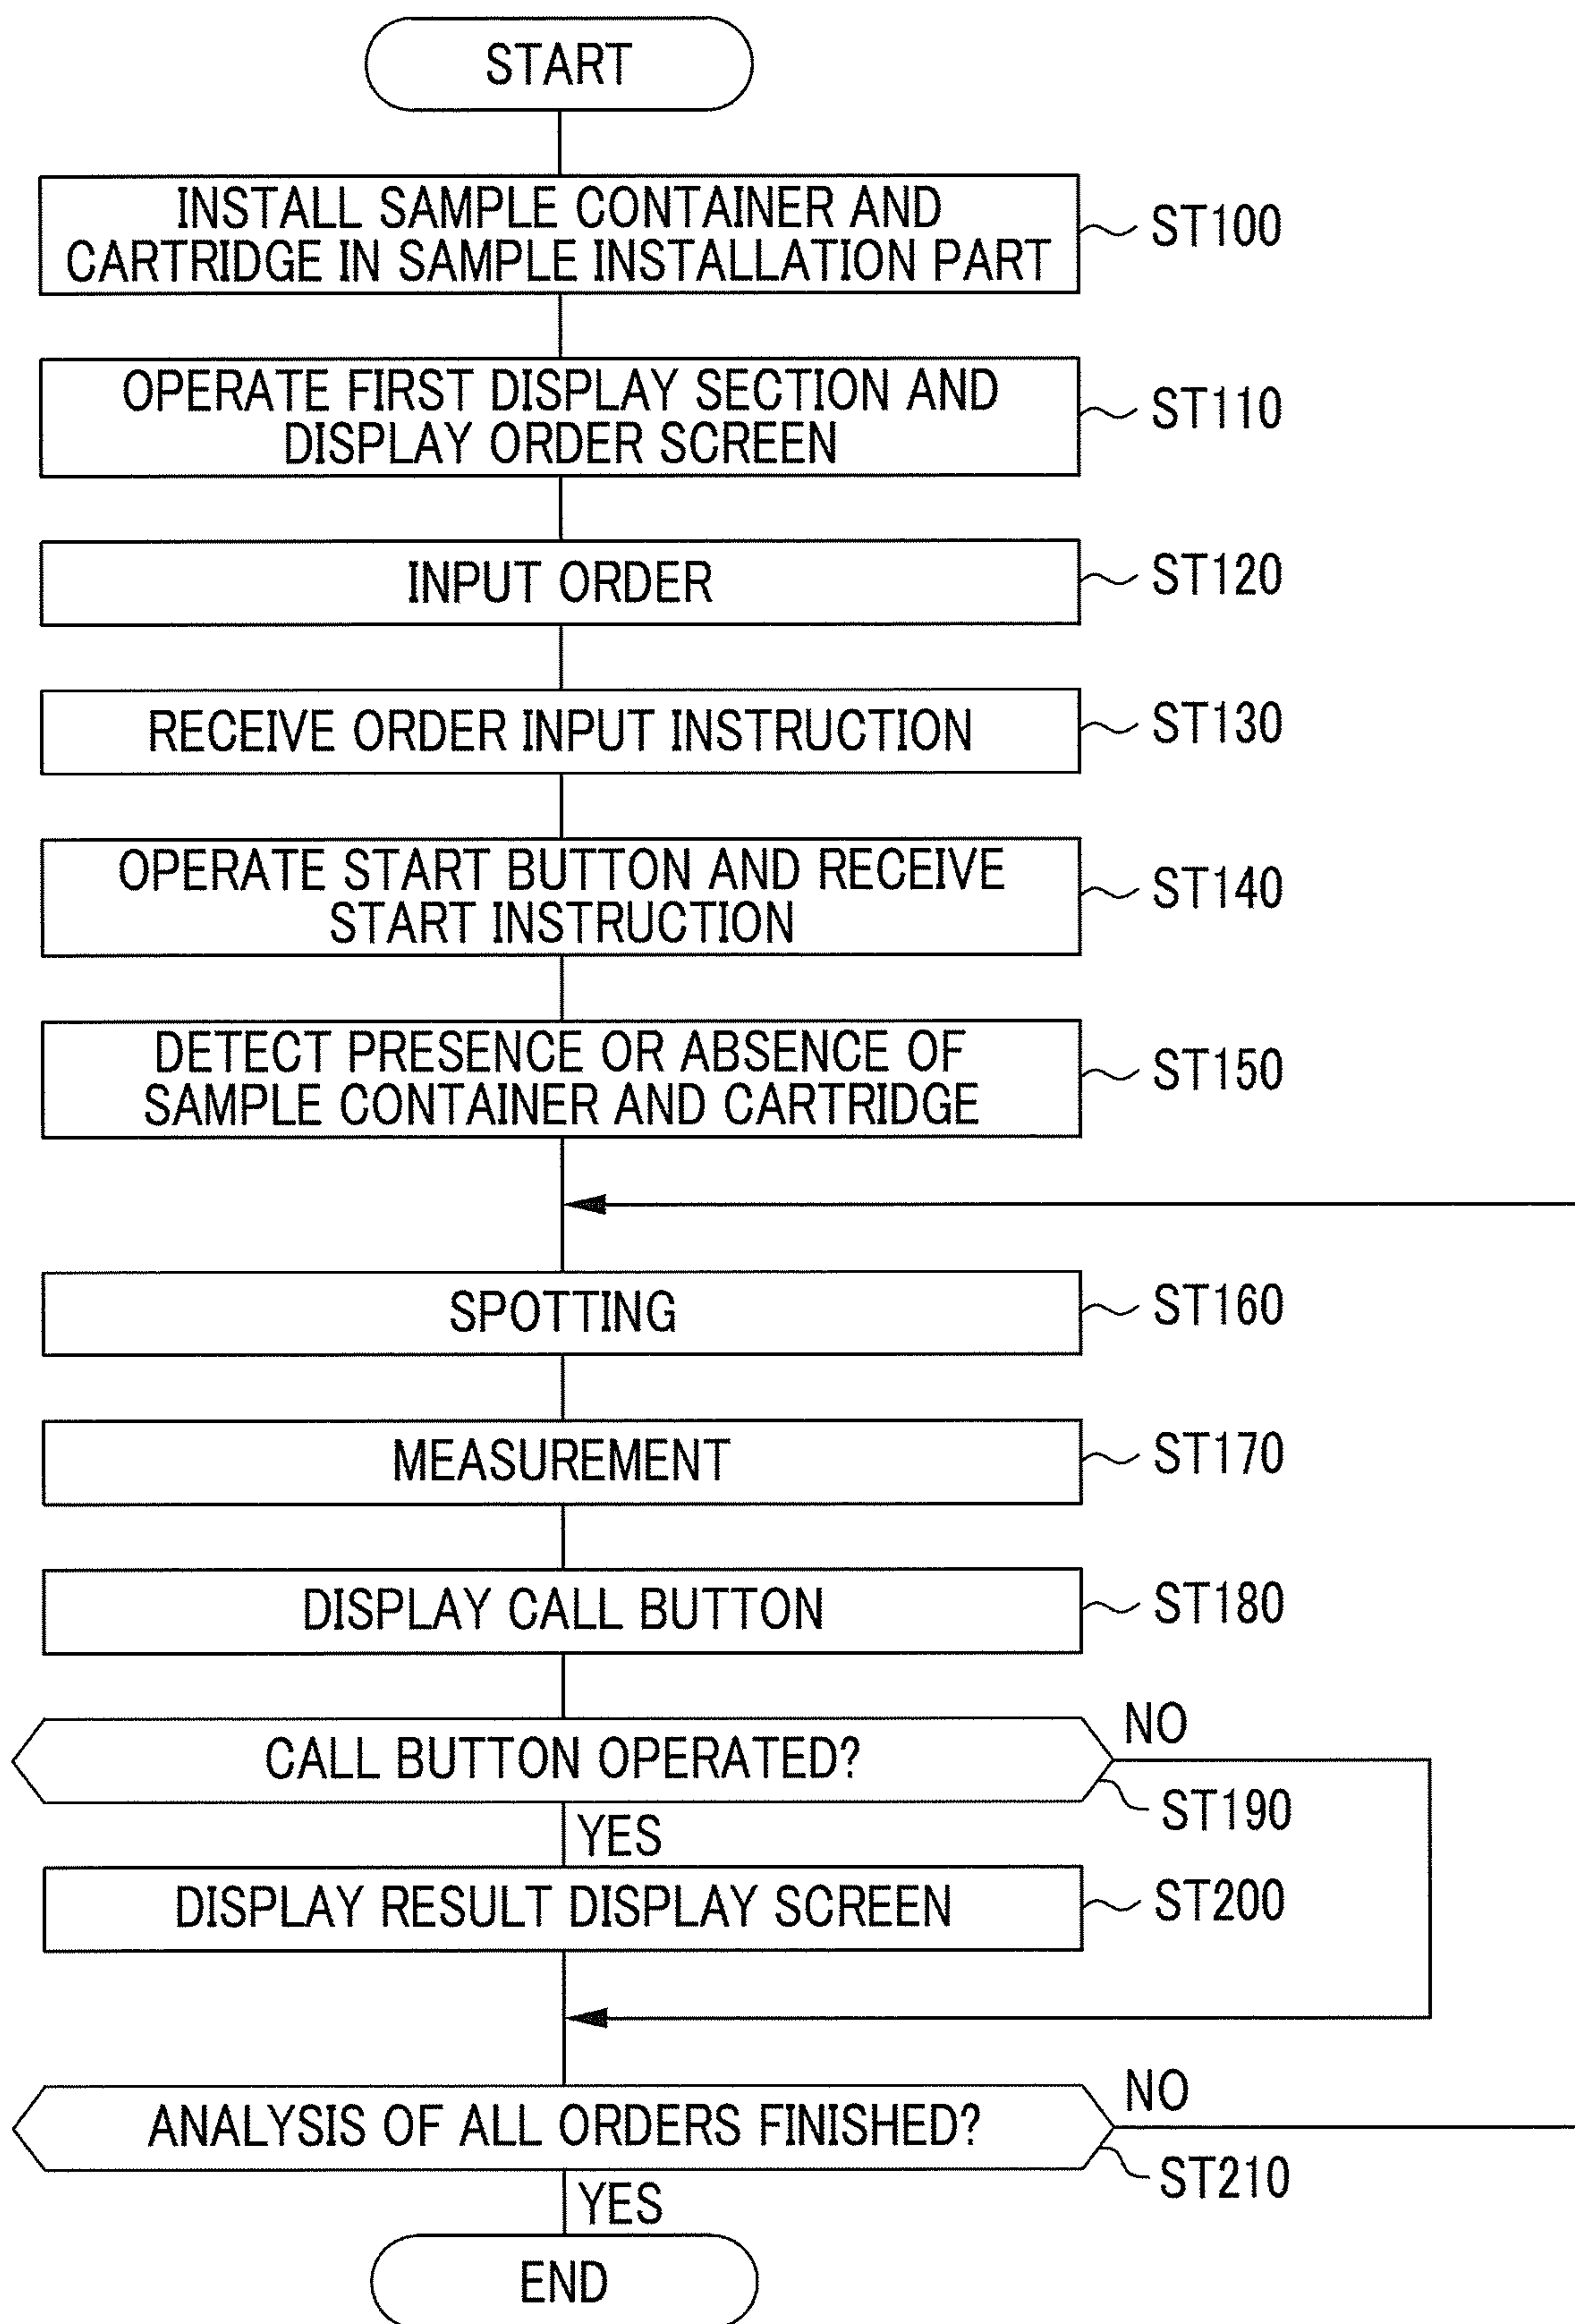 START
INSTALL SAMPLE CONTAINER AND
CARTRIDGE IN SAMPLE INSTALLATION PART
ST100
OPERATE FIRST DISPLAY SECTION AND
DISPLAY ORDER SCREEN
ST110
INPUT ORDER
ST120
RECEIVE ORDER INPUT INSTRUCTION
ST130
OPERATE START BUTTON AND RECEIVE
START INSTRUCTION
ST140
DETECT PRESENCE OR ABSENCE OF
SAMPLE CONTAINER AND CARTRIDGE
ST150
SPOTTING
ST160
MEASUREMENT
ST170
DISPLAY CALL BUTTON
ST180
CALL BUTTON OPERATED?
NO
ST190
YES
DISPLAY RESULT DISPLAY SCREEN
ST200
ANALYSIS OF ALL ORDERS FINISHED?
NO
ST210
YES
END